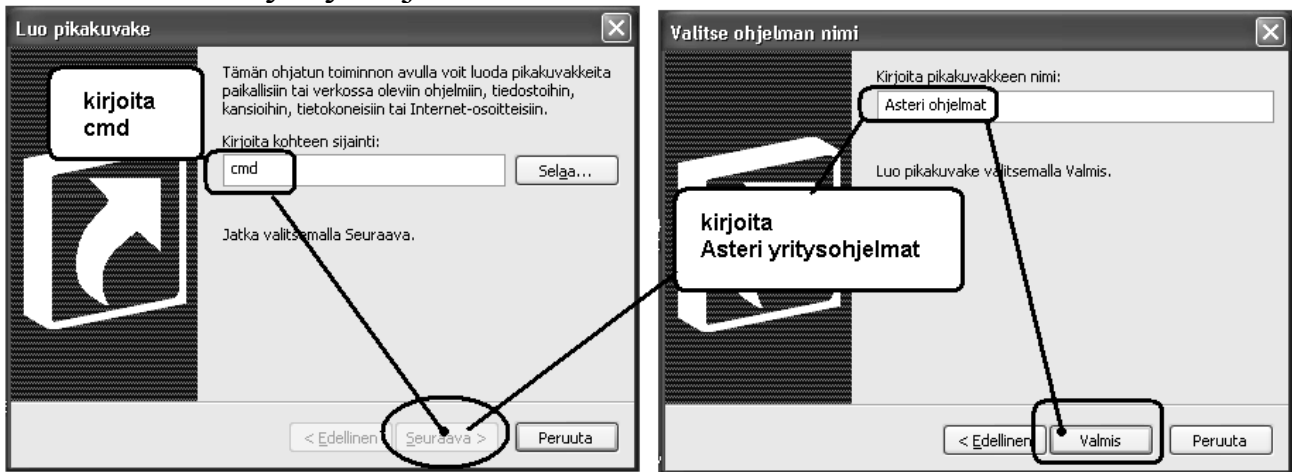 Luo pikakuvake
kirjoita
cmd
Tämän ohjatun toiminnon avulla voit luoda pikakuvakkeita
paikallisiin tai verkossa oleviin ohjelmiin, tiedostoihin,
kansioihin, tietokoneisiin tai Internet-osoitteisiin.
Kirjoita kohteen sijainti:
cmd
Selaa...
Jatka valitsemalla Seuraava.
< Edellinen
Seuraava >
Peruuta
Valitse ohjelman nimi
Kirjoita pikakuvakkeen nimi:
Asteri ohjelmat
Luo pikakuvake valitsemalla Valmis.
kirjoita
Asteri yritysohjelmat
< Edellinen
Valmis
Peruuta